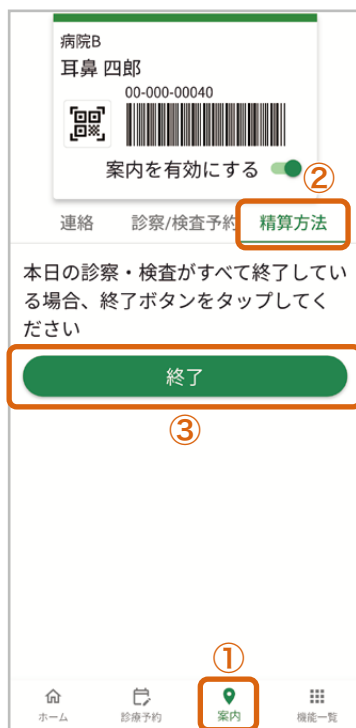 病院B
耳鼻 四郎
00-000-00040
案内を有効にする
②
連絡 診察/検査予約 精算方法
本日の診察・検査がすべて終了してい
る場合、終了ボタンをタップしてく
ださい
終了
③
①
ホーム 診療予約 案内 機能一覧